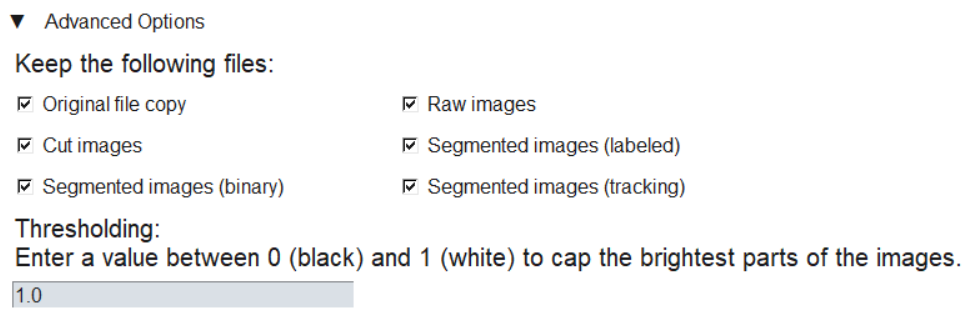 Advanced Options
Keep the following files:
Original file copy
Raw images
Cut images
Segmented images (labeled)
Segmented images (binary)
Segmented images (tracking)
Thresholding:
Enter a value between 0 (black) and 1 (white) to cap the brightest parts of the images.
1.0